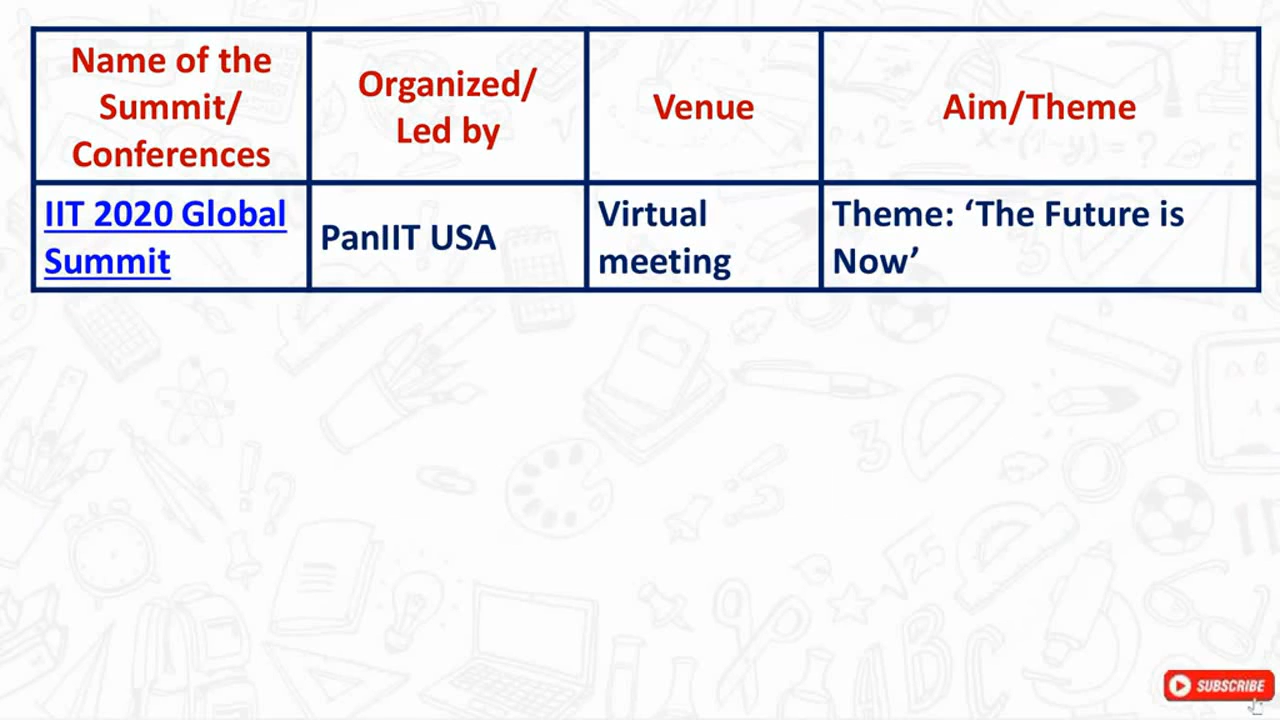 Name of the
Summit/
Conferences
Organized/
Led by
Venue
Aim/Theme
IIT 2020 Global
Summit
PanIIT USA
Virtual
meeting
Theme: ‘The Future is
Now’
SUBSCRIBE